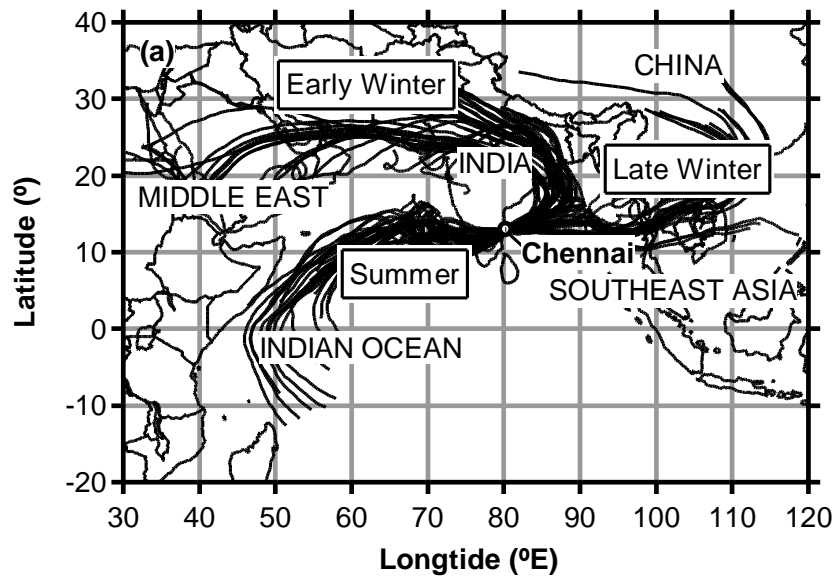 40
(a)
CHINA
Early Winter
30
INDIA
Late Winter
20
MIDDLE EAST
Latitude (º)
10
Chennai
Summer
SOUTHEAST ASIA
0
INDIAN OCEAN
-10
-20
30 40 50 60 70 80 90 100 110 120
Longtide (ºE)